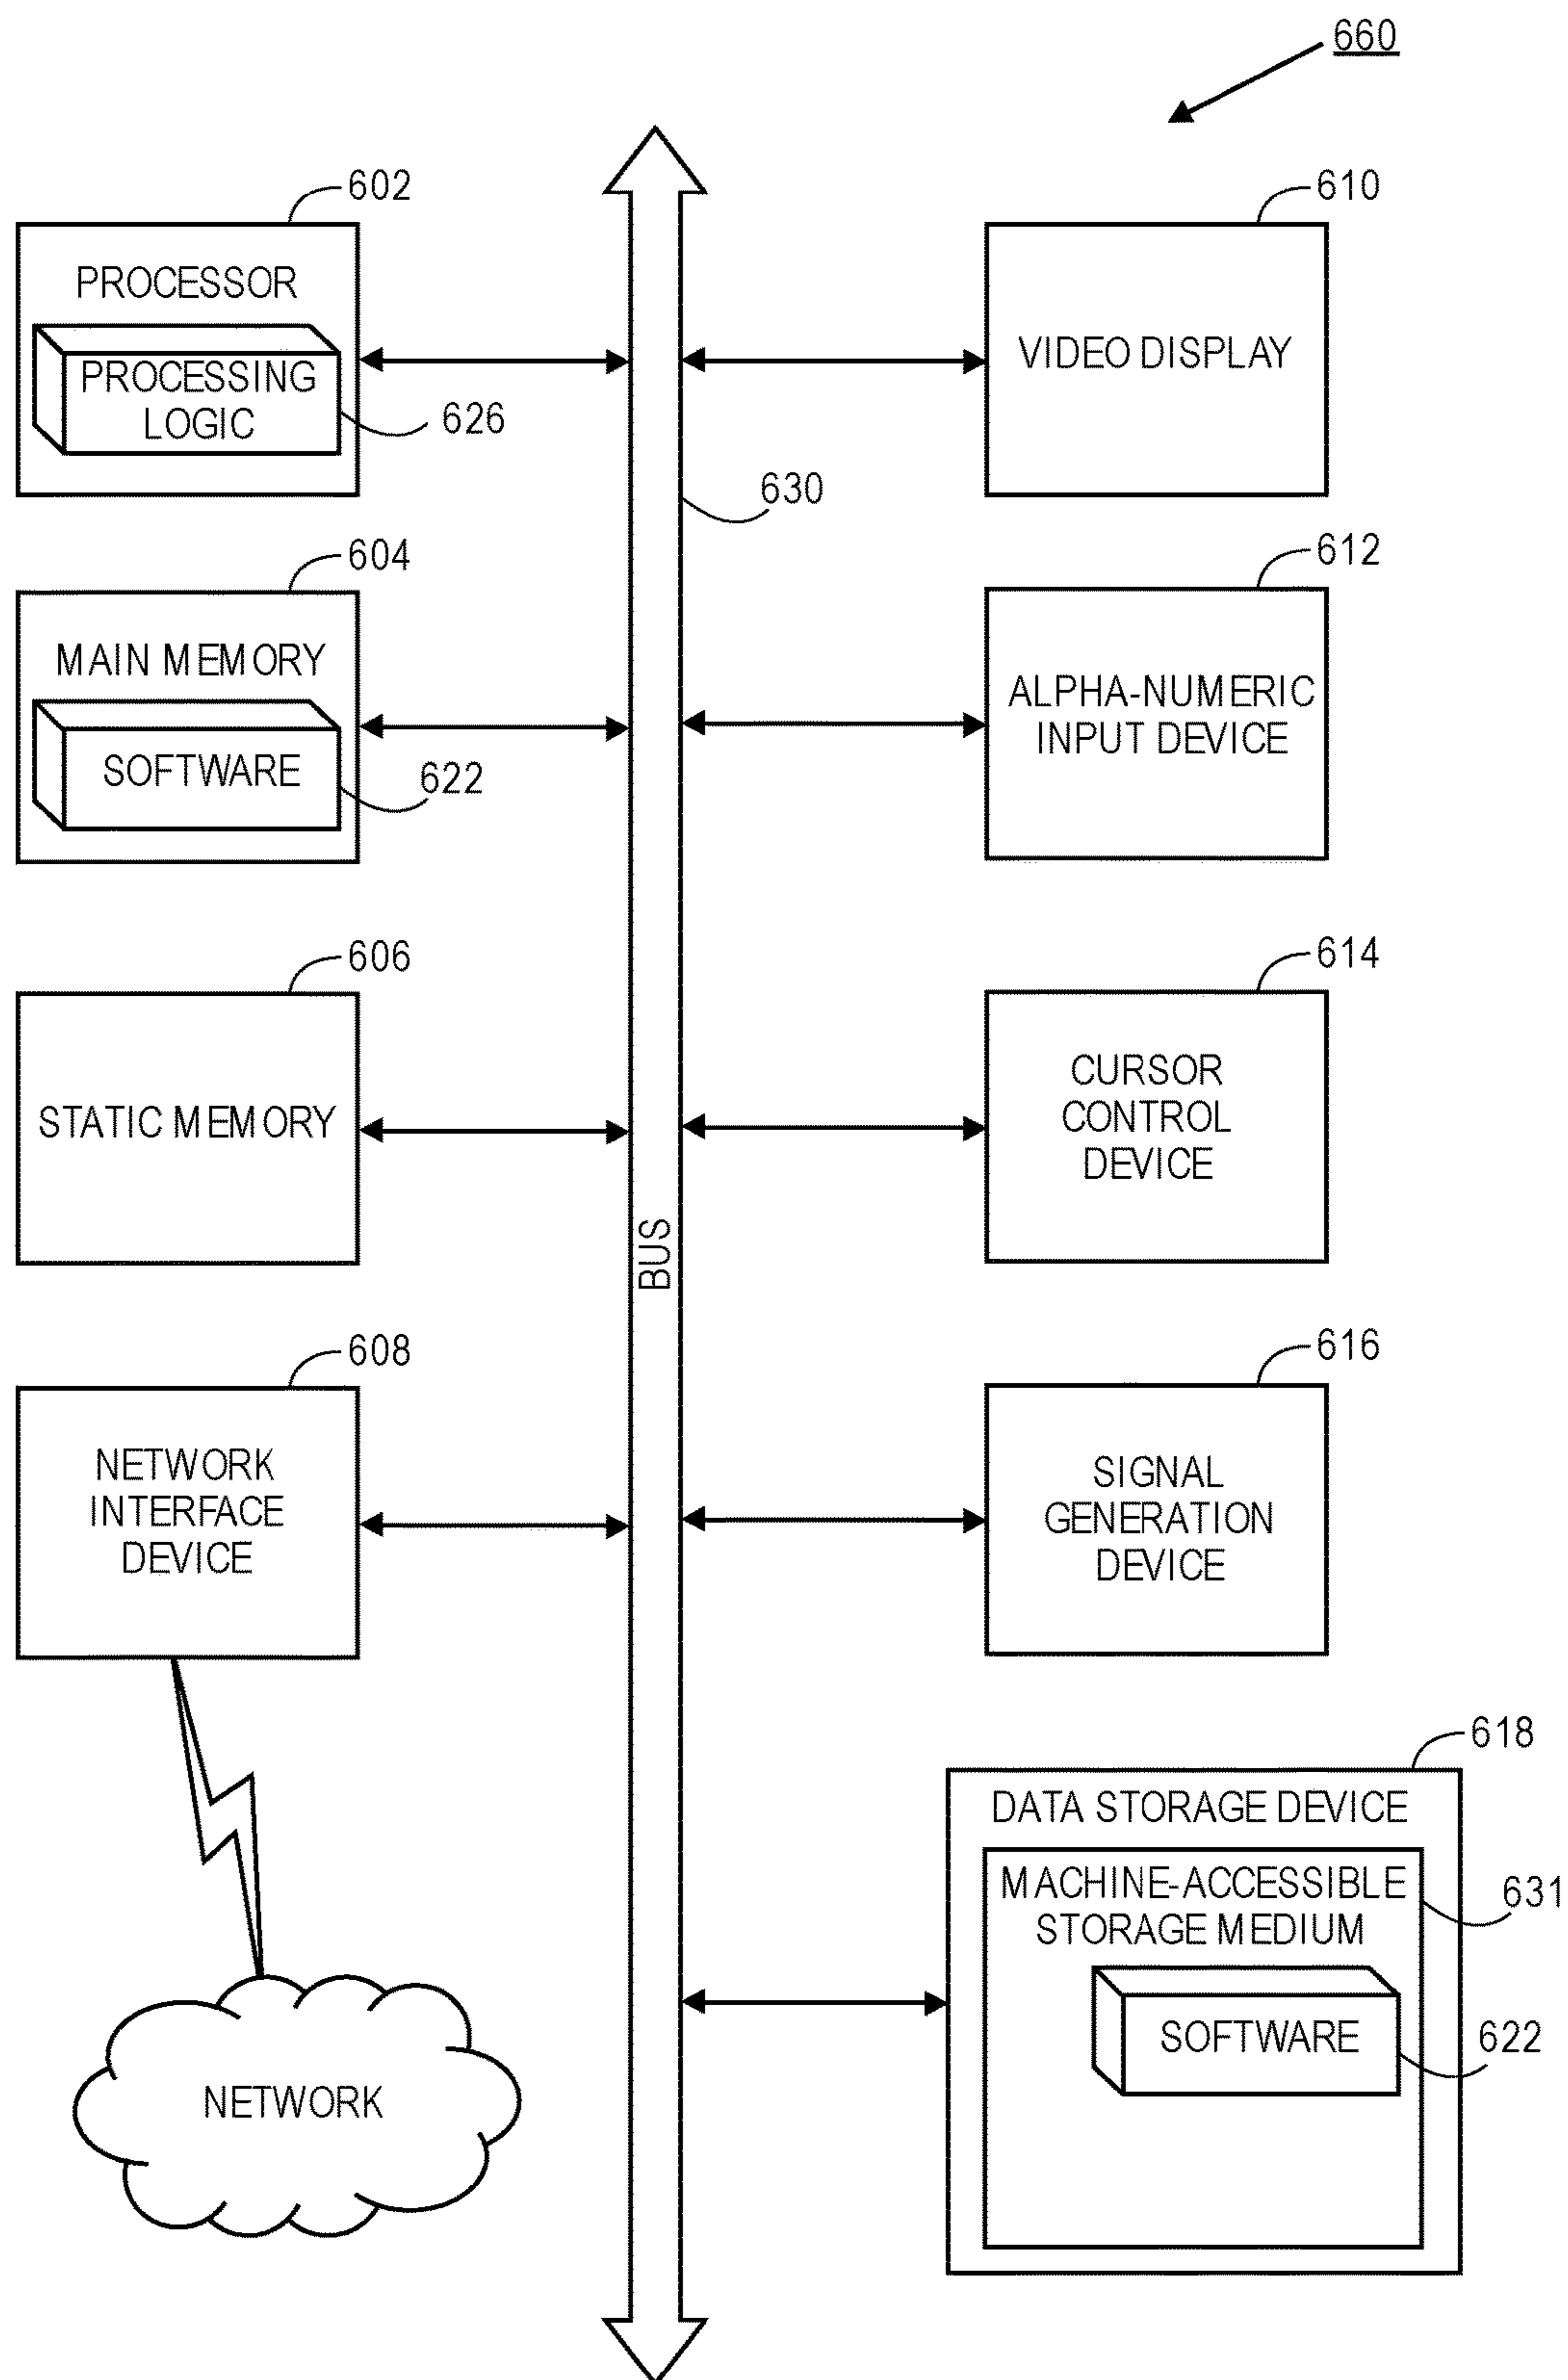 660
602
PROCESSOR
PROCESSING
LOGIC
626
604
MAIN MEMORY
SOFTWARE
622
606
STATIC MEMORY
608
NETWORK
INTERFACE
DEVICE
NETWORK
BUS
630
610
VIDEO DISPLAY
612
ALPHA-NUMERIC
INPUT DEVICE
614
CURSOR
CONTROL
DEVICE
616
SIGNAL
GENERATION
DEVICE
618
DATA STORAGE DEVICE
MACHINE-ACCESSIBLE
STORAGE MEDIUM
631
SOFTWARE
622